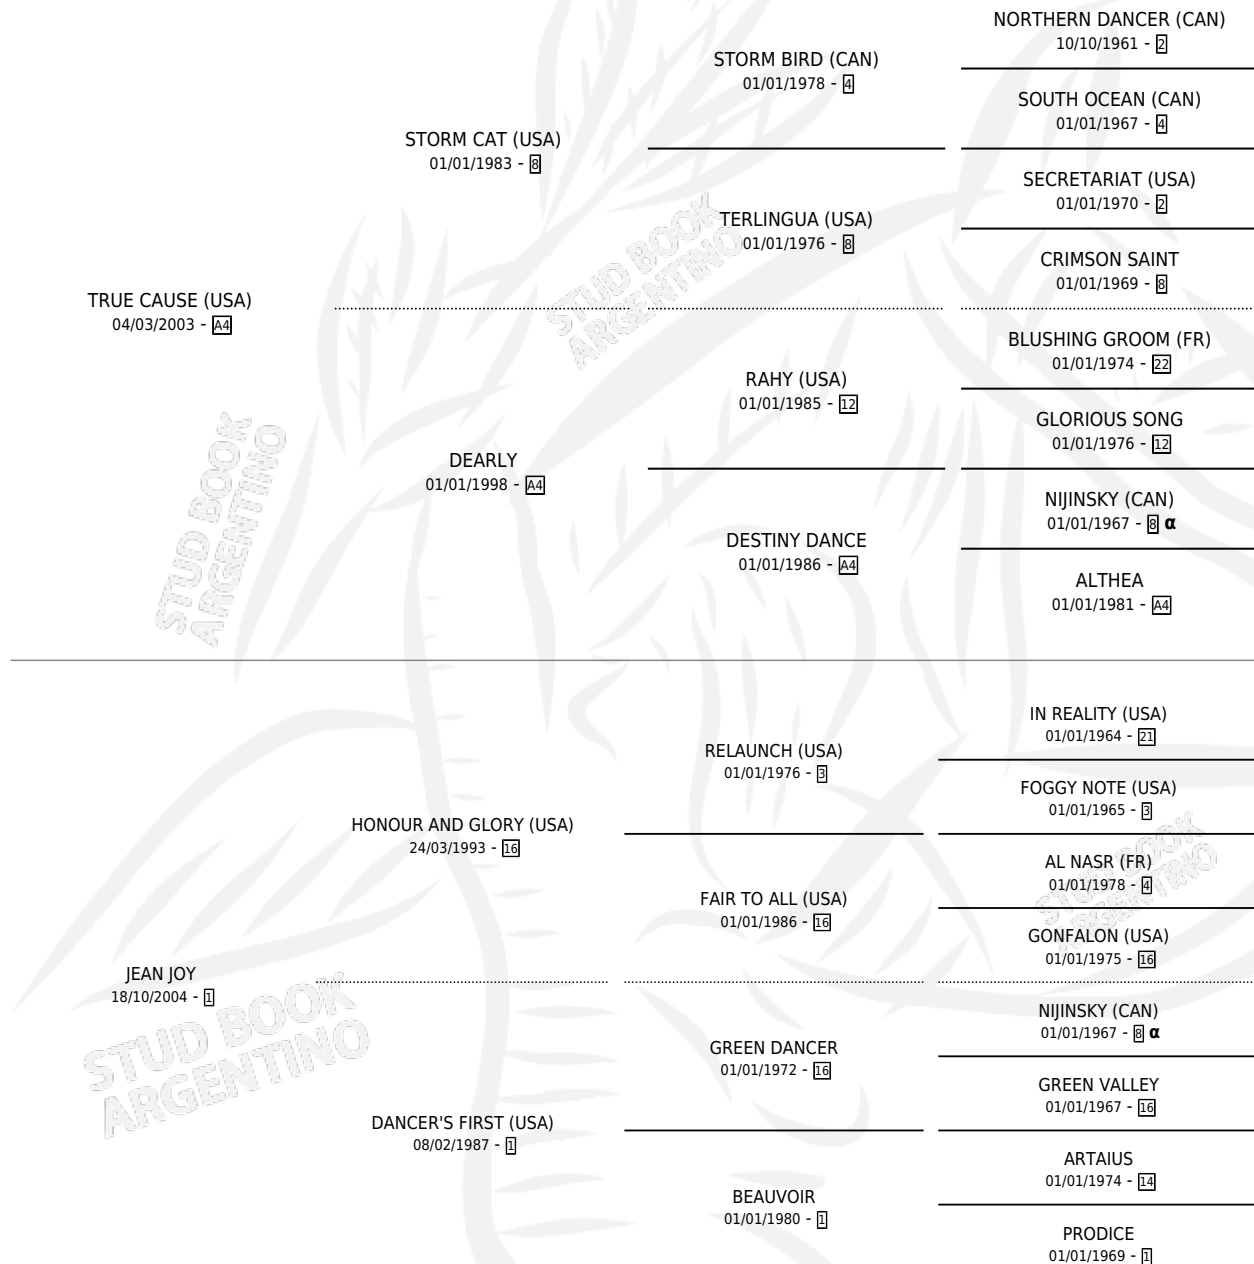 NORTHERN DANCER (CAN)
10/10/1961 - 2
STORM BIRD (CAN)
01/01/1978 - 4
SOUTH OCEAN (CAN)
01/01/1967 - 4
STORM CAT (USA)
01/01/1983 - 8
SECRETARIAT (USA)
01/01/1970 - 2
TERLINGUA (USA)
01/01/1976 - 8
CRIMSON SAINT
01/01/1969 - 8
STUD BOOK
ARGENTINO
TRUE CAUSE (USA)
04/03/2003 - A4
BLUSHING GROOM (FR)
01/01/1974 - 22
RAHY (USA)
01/01/1985 - 12
GLORIOUS SONG
01/01/1976 - 12
DEARLY
01/01/1998 - A4
NIJINSKY (CAN)
01/01/1967 - 8 α
DESTINY DANCE
01/01/1986 - A4
ALTHEA
01/01/1981 - A4
STUD BOOK
ARGENTINO
IN REALITY (USA)
01/01/1964 - 21
RELAUNCH (USA)
01/01/1976 - 3
FOGGY NOTE (USA)
01/01/1965 - 3
HONOUR AND GLORY (USA)
24/03/1993 - 16
AL NASR (FR)
01/01/1978 - 4
STUD BOOK
ARGENTINO
FAIR TO ALL (USA)
01/01/1986 - 16
GONFALON (USA)
01/01/1975 - 16
JEAN JOY
18/10/2004 - 1
STUD BOOK
ARGENTINO
NIJINSKY (CAN)
01/01/1967 - 8 α
GREEN DANCER
01/01/1972 - 16
GREEN VALLEY
01/01/1967 - 16
DANCER'S FIRST (USA)
08/02/1987 - 1
ARTAIUS
01/01/1974 - 14
BEAUVOIR
01/01/1980 - 1
PRODICE
01/01/1969 - 1